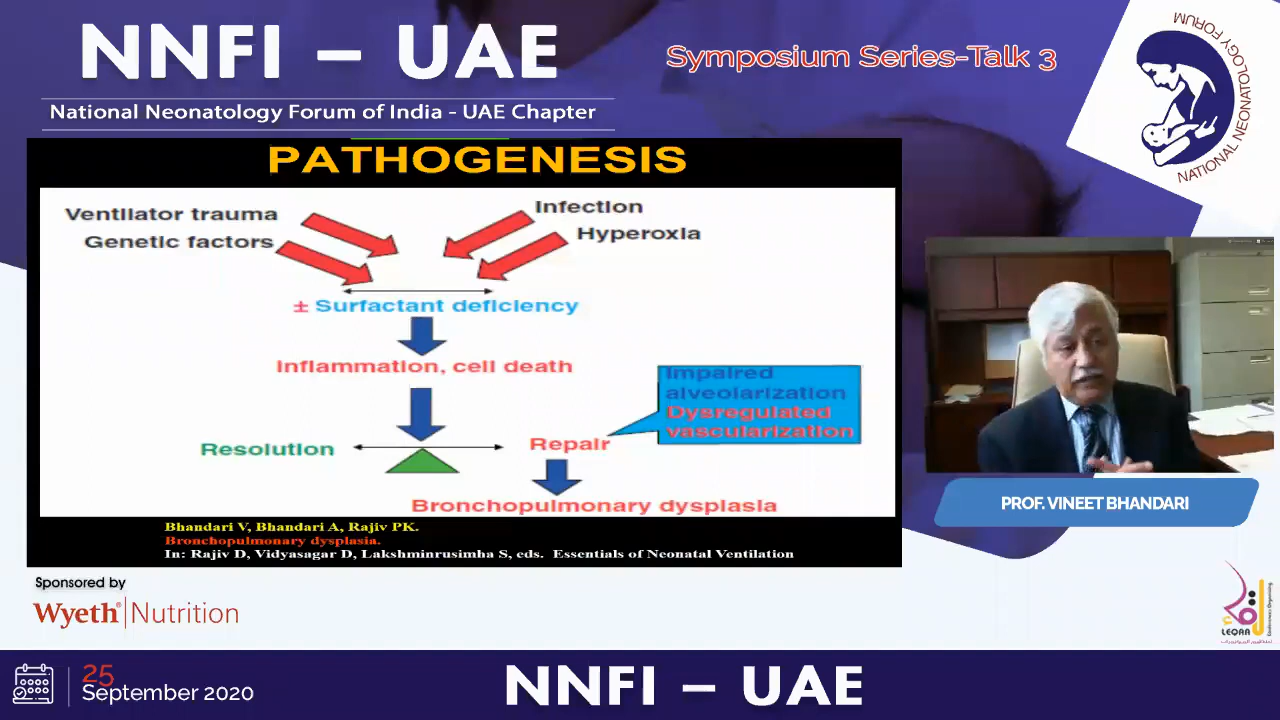 NNFI – UAE
National Neonatology Forum of India - UAE Chapter
Symposium Series-Talk 3
NATIONAL NEONATOLOGY FORUM
PATHOGENESIS
Ventilator trauma
Genetic factors
Infection
Hyperoxia
± Surfactant deficiency
Inflammation, cell death
Impaired
alveolarization
Dysregulated
vascularization
Resolution
Repair
Bronchopulmonary dysplasia
Bhandari V, Bhandari A, Rajiv PK.
Bronchopulmonary dysplasia.
In: Rajiv D, Vidyasagar D, Lakshminrusimha S, eds. Essentials of Neonatal Ventilation
PROF. VINEET BHANDARI
Sponsored by
Wyeth® Nutrition
LEQAA
25
September 2020
NNFI – UAE